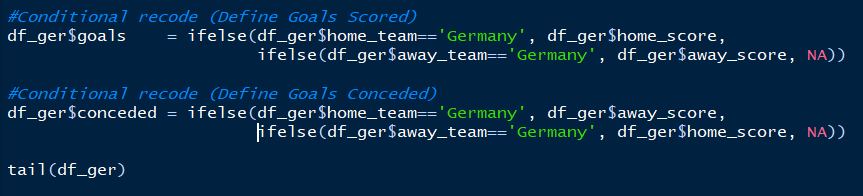 #Conditional recode (Define Goals Scored)
df_ger$goals    = ifelse(df_ger$home_team=='Germany', df_ger$home_score,
                         ifelse(df_ger$away_team=='Germany', df_ger$away_score, NA))
#Conditional recode (Define Goals Conceded)
df_ger$conceded = ifelse(df_ger$home_team=='Germany', df_ger$away_score,
                         ifelse(df_ger$away_team=='Germany', df_ger$home_score, NA))
tail(df_ger)